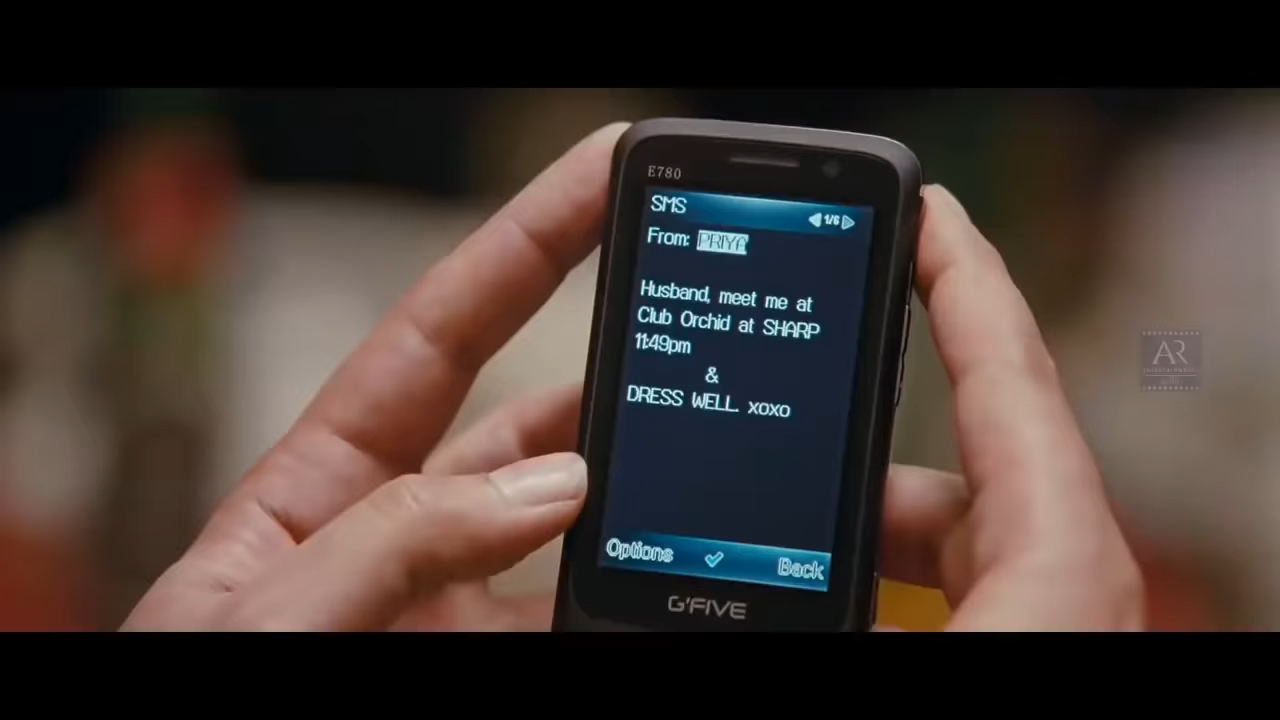 E780
SMS
1/6
From: PRIYA
Husband, meet me at
Club Orchid at SHARP
11:49pm
&
DRESS WELL. xoxo
Options
Back
G'FIVE
AR